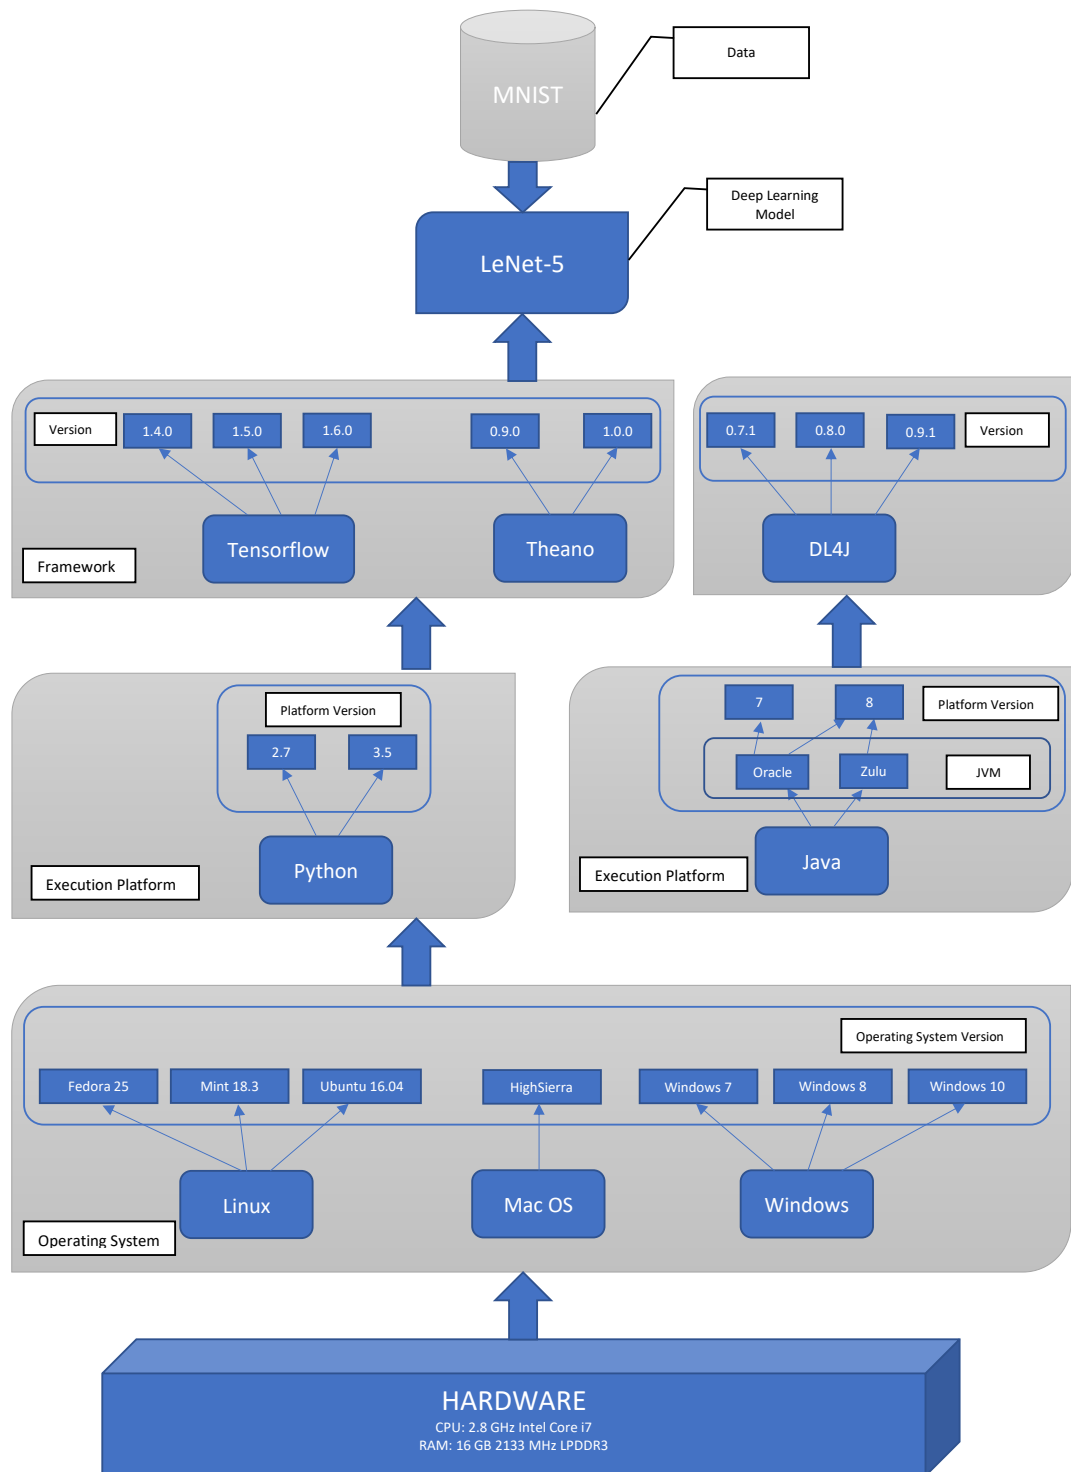 MNIST
Data
Deep Learning
Model
LeNet-5
Version
1.4.0
1.5.0
1.6.0
0.9.0
1.0.0
Tensorflow
Theano
Framework
0.7.1
0.8.0
0.9.1
Version
DL4J
Platform Version
2.7
3.5
Python
Execution Platform
7
8
Platform Version
Oracle
Zulu
JVM
Java
Execution Platform
Operating System Version
Fedora 25
Mint 18.3
Ubuntu 16.04
HighSierra
Windows 7
Windows 8
Windows 10
Linux
Mac OS
Windows
Operating System
HARDWARE
CPU: 2.8 GHz Intel Core i7
RAM: 16 GB 2133 MHz LPDDR3